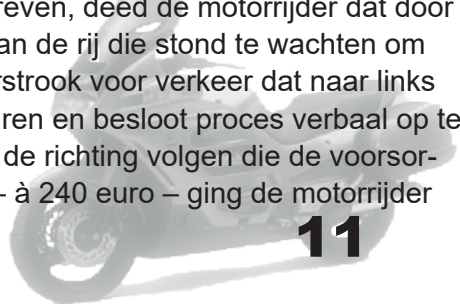 reven, deed de motorrijder dat door
an de rij die stond te wachten om
rstrook voor verkeer dat naar links
ren en besloot proces verbaal op te
de richting volgen die de voorsor-
- à 240 euro – ging de motorrijder
11